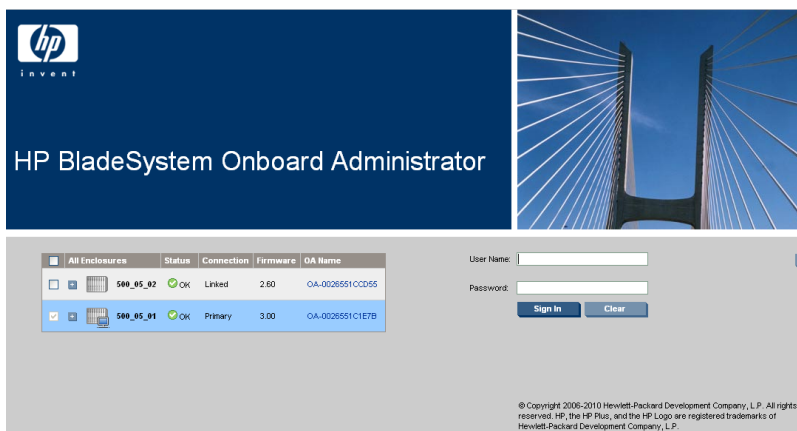 hp
invent
HP BladeSystem Onboard Administrator
All Enclosures Status Connection Firmware OA Name
500_05_02 OK Linked 2.60 OA-0026551CCD55
500_05_01 OK Primary 3.00 OA-0026551C1E7B
User Name:
Password:
Sign In Clear
© Copyright 2006-2010 Hewlett-Packard Development Company, L.P. All rights
reserved. HP, the HP Plus, and the HP Logo are registered trademarks of
Hewlett-Packard Development Company, L.P.